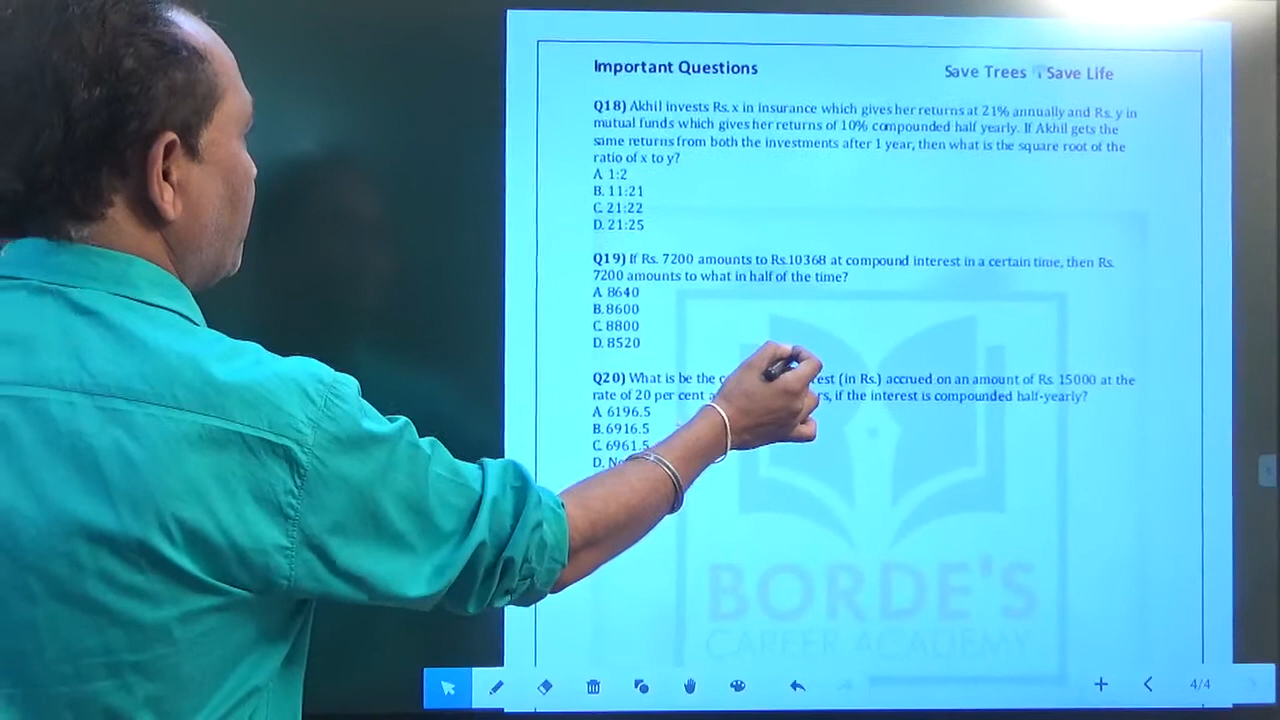 Important Questions Save Trees Save Life
Q18) Akhil invests Rs. x in insurance which gives her returns at 21% annually and Rs. y in
mutual funds which gives her returns of 10% compounded half yearly. If Akhil gets the
same returns from both the investments after 1 year, then what is the square root of the
ratio of x to y?
A 1:2
B. 11:21
C. 21:22
D. 21:25
Q19) If Rs. 7200 amounts to Rs.10368 at compound interest in a certain time, then Rs.
7200 amounts to what in half of the time?
A 8640
B.8600
C. 8800
D. 8520
Q20) What is be the (in Rs.) accrued on an amount of Rs. 15000 at the
rate of 20 per cent if the interest is compounded half-yearly?
A 6196.5
B.6916.5
C. 6961.5
D.
BORDE'S
CAREER ACADEMY
4/4